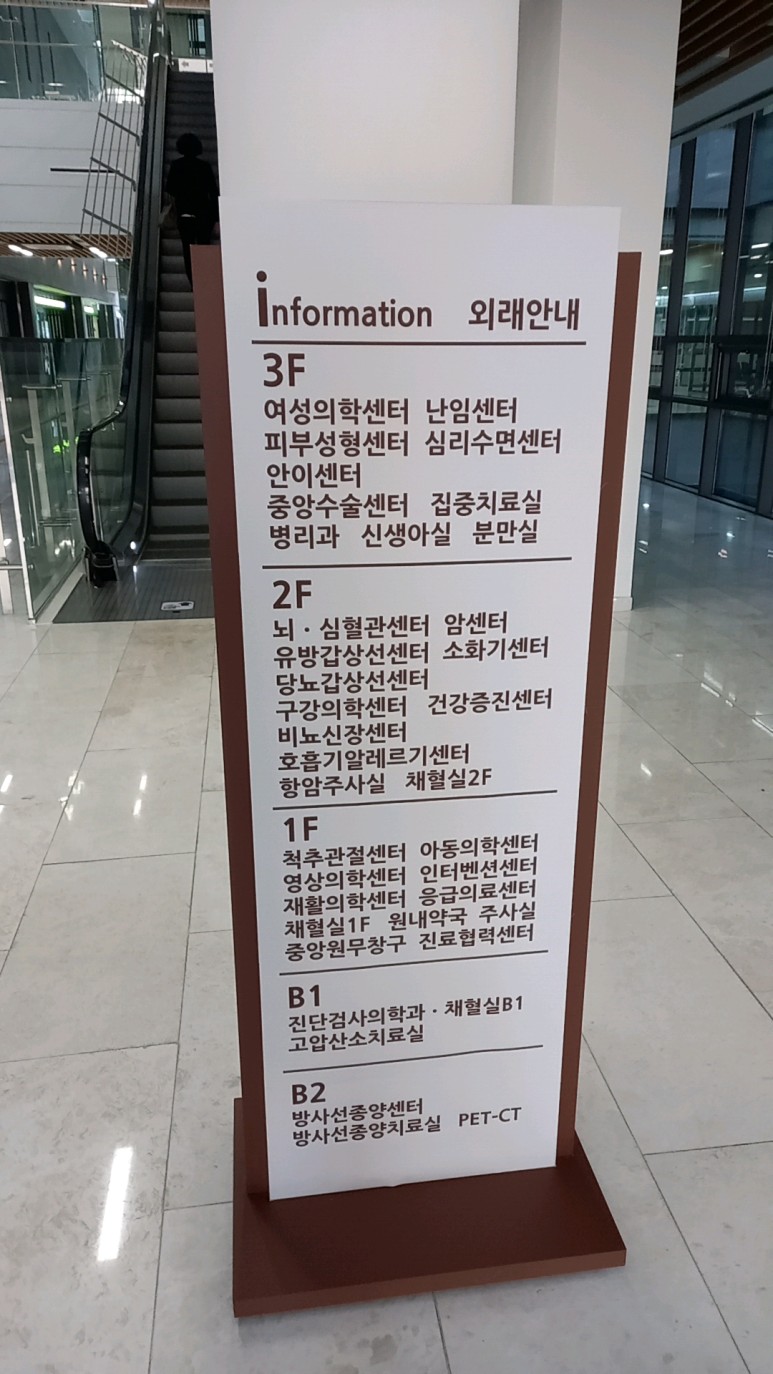 information 외래안내
3F
여성의학센터 난임센터
피부성형센터 심리수면센터
안이센터
중앙수술센터 집중치료실
병리과 신생아실 분만실
2F
뇌·심혈관센터 암센터
유방갑상선센터 소화기센터
당뇨갑상선센터
구강의학센터 건강증진센터
비뇨신장센터
호흡기알레르기센터
항암주사실 채혈실2F
1F
척추관절센터 아동의학센터
영상의학센터 인터벤션센터
재활의학센터 응급의료센터
채혈실1F 원내약국 주사실
중앙원무창구 진료협력센터
B1
진단검사의학과·채혈실B1
고압산소치료실
B2
방사선종양센터
방사선종양치료실 PET-CT